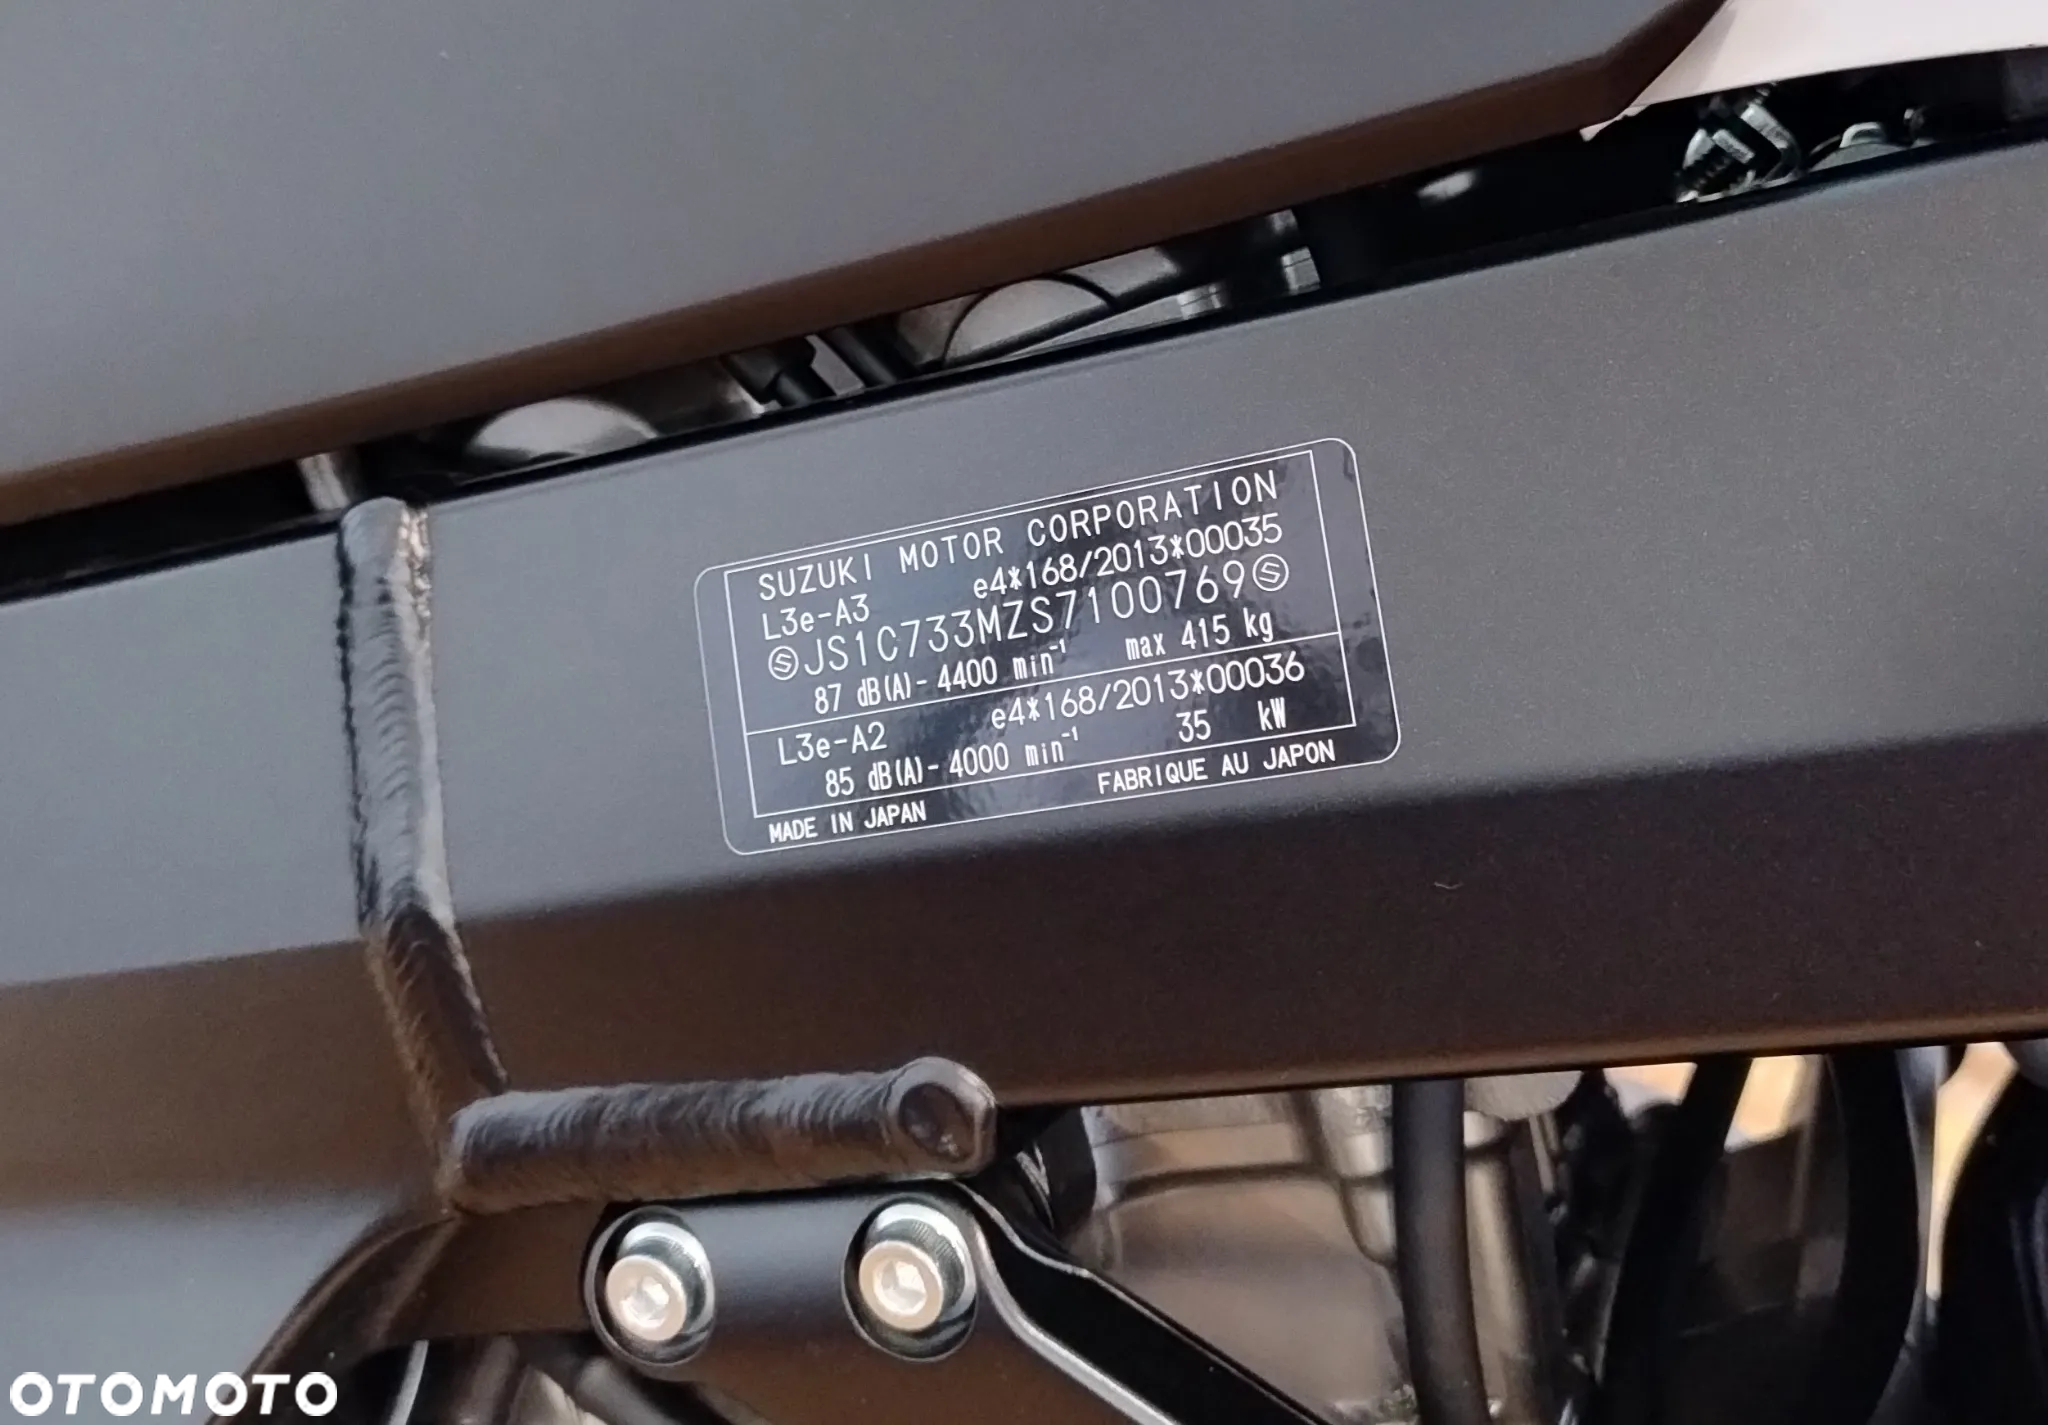 SUZUKI MOTOR CORPORATION
L3e-A3 e4*168/2013*00035
ⓈJS1C733MZS7100769Ⓢ
87 dB(A)- 4400 min⁻¹ max 415 kg
L3e-A2 e4*168/2013*00036
85 dB(A)- 4000 min⁻¹ 35 kW
MADE IN JAPAN FABRIQUE AU JAPON
OTOMOTO